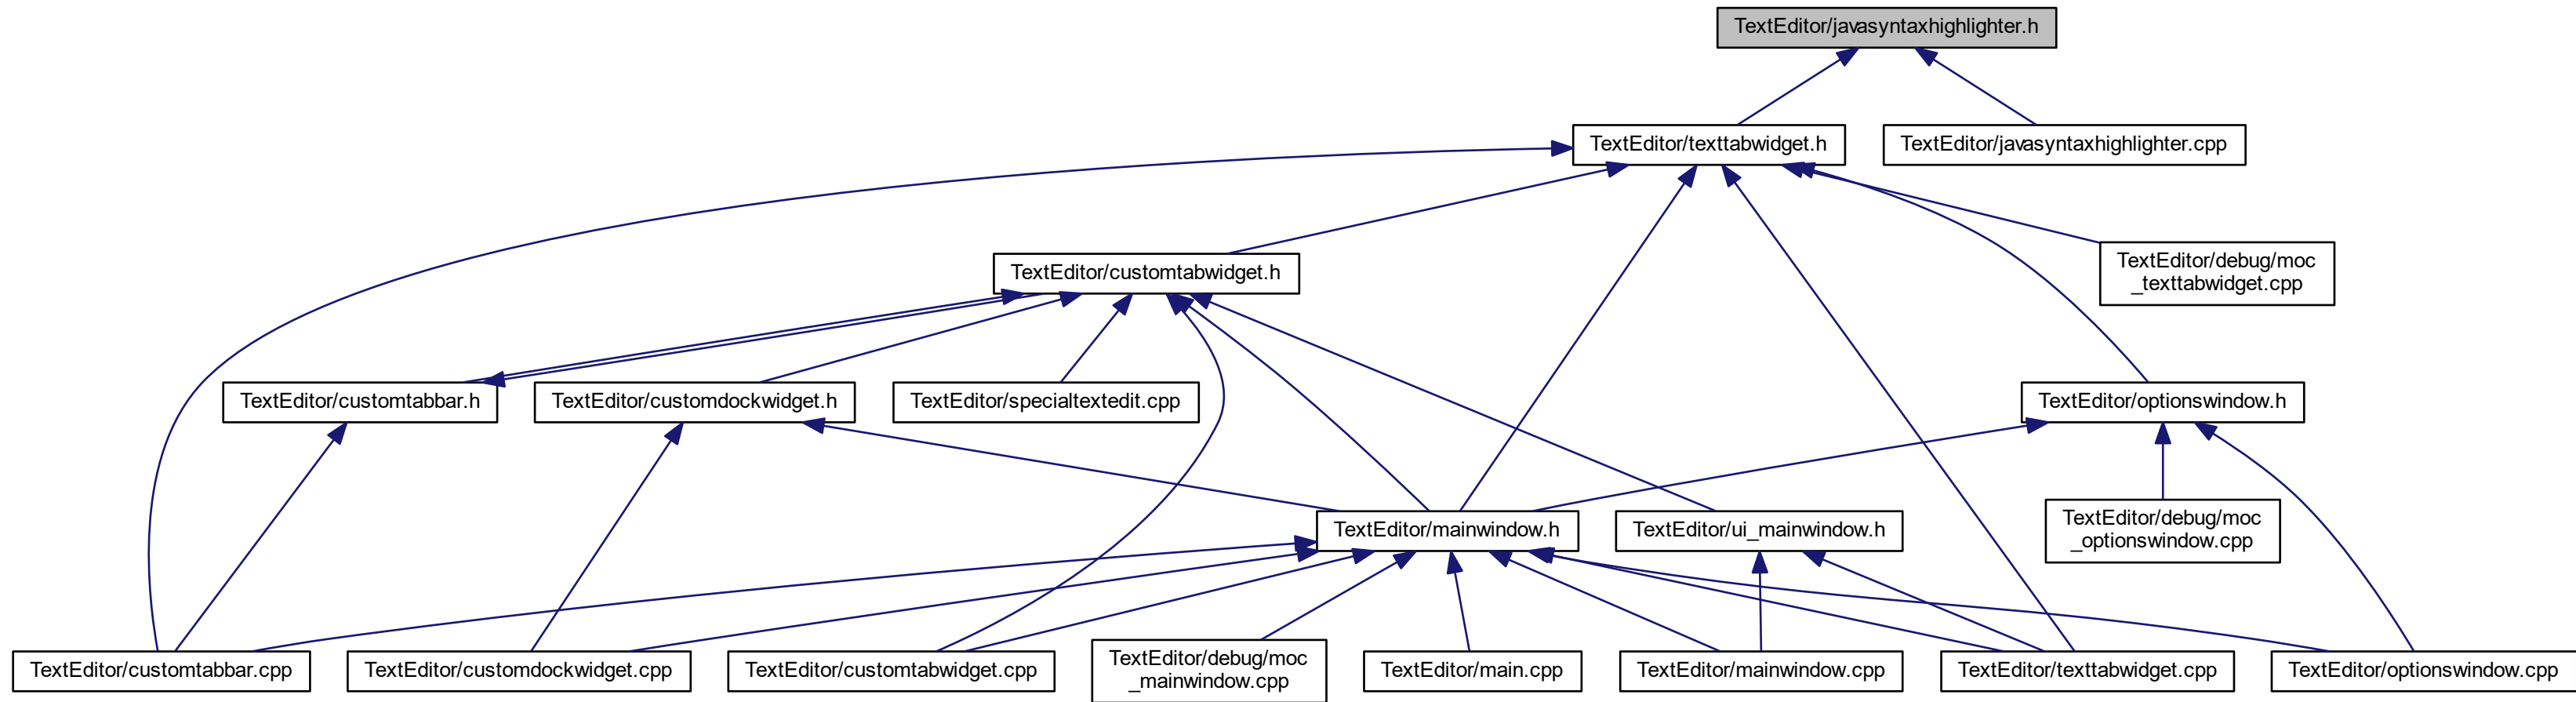 TextEditor/javasyntaxhighlighter.h
TextEditor/texttabwidget.h
TextEditor/javasyntaxhighlighter.cpp
TextEditor/customtabwidget.h
TextEditor/debug/moc
_texttabwidget.cpp
TextEditor/customtabbar.h
TextEditor/customdockwidget.h
TextEditor/specialtextedit.cpp
TextEditor/optionswindow.h
TextEditor/mainwindow.h
TextEditor/ui_mainwindow.h
TextEditor/debug/moc
_optionswindow.cpp
TextEditor/customtabbar.cpp
TextEditor/customdockwidget.cpp
TextEditor/customtabwidget.cpp
TextEditor/debug/moc
_mainwindow.cpp
TextEditor/main.cpp
TextEditor/mainwindow.cpp
TextEditor/texttabwidget.cpp
TextEditor/optionswindow.cpp